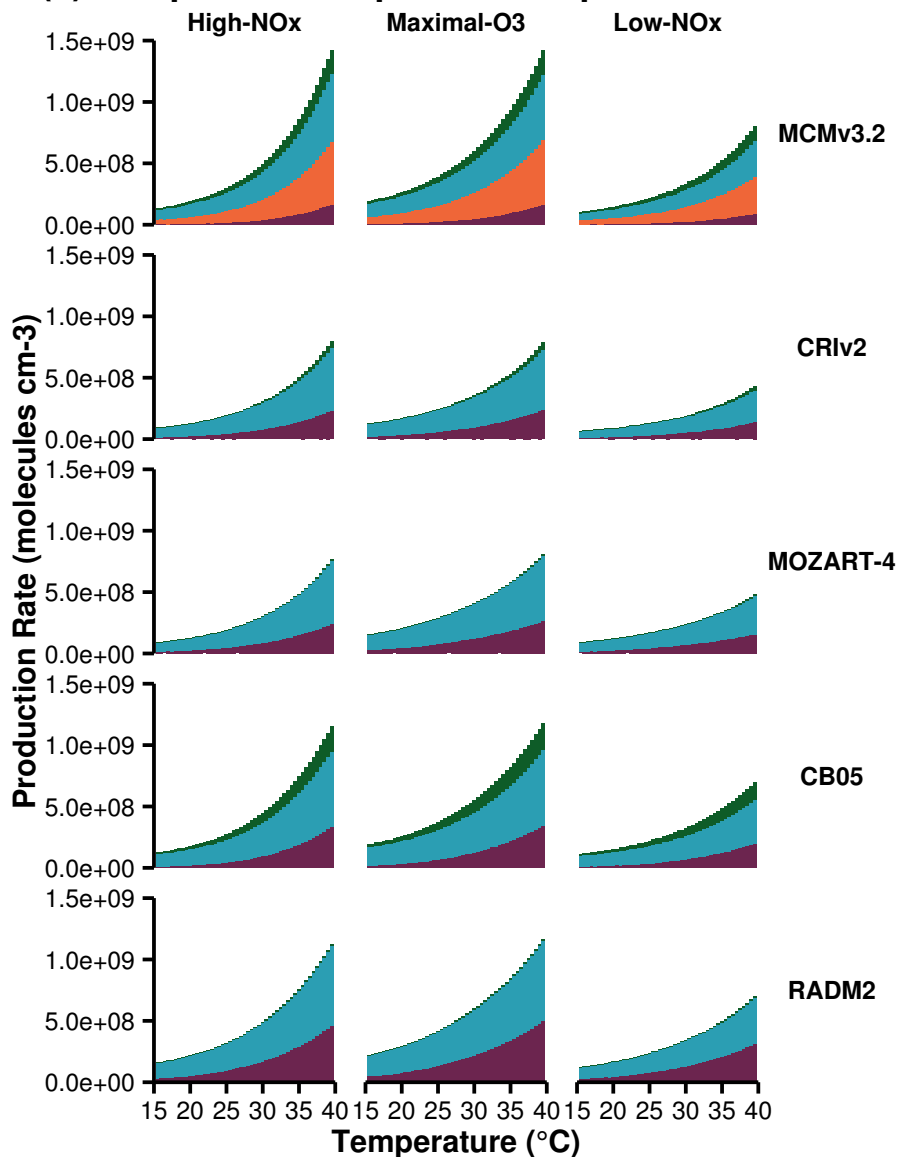 High-NOx Maximal-O3 Low-NOx
1.5e+09
1.0e+09
5.0e+08
0.0e+00
MCMv3.2
1.5e+09
1.0e+09
5.0e+08
0.0e+00
CRIv2
1.5e+09
1.0e+09
5.0e+08
0.0e+00
MOZART-4
1.5e+09
1.0e+09
5.0e+08
0.0e+00
CB05
1.5e+09
1.0e+09
5.0e+08
0.0e+00
RADM2
Production Rate (molecules cm-3)
15 20 25 30 35 40 15 20 25 30 35 40 15 20 25 30 35 40
Temperature (°C)